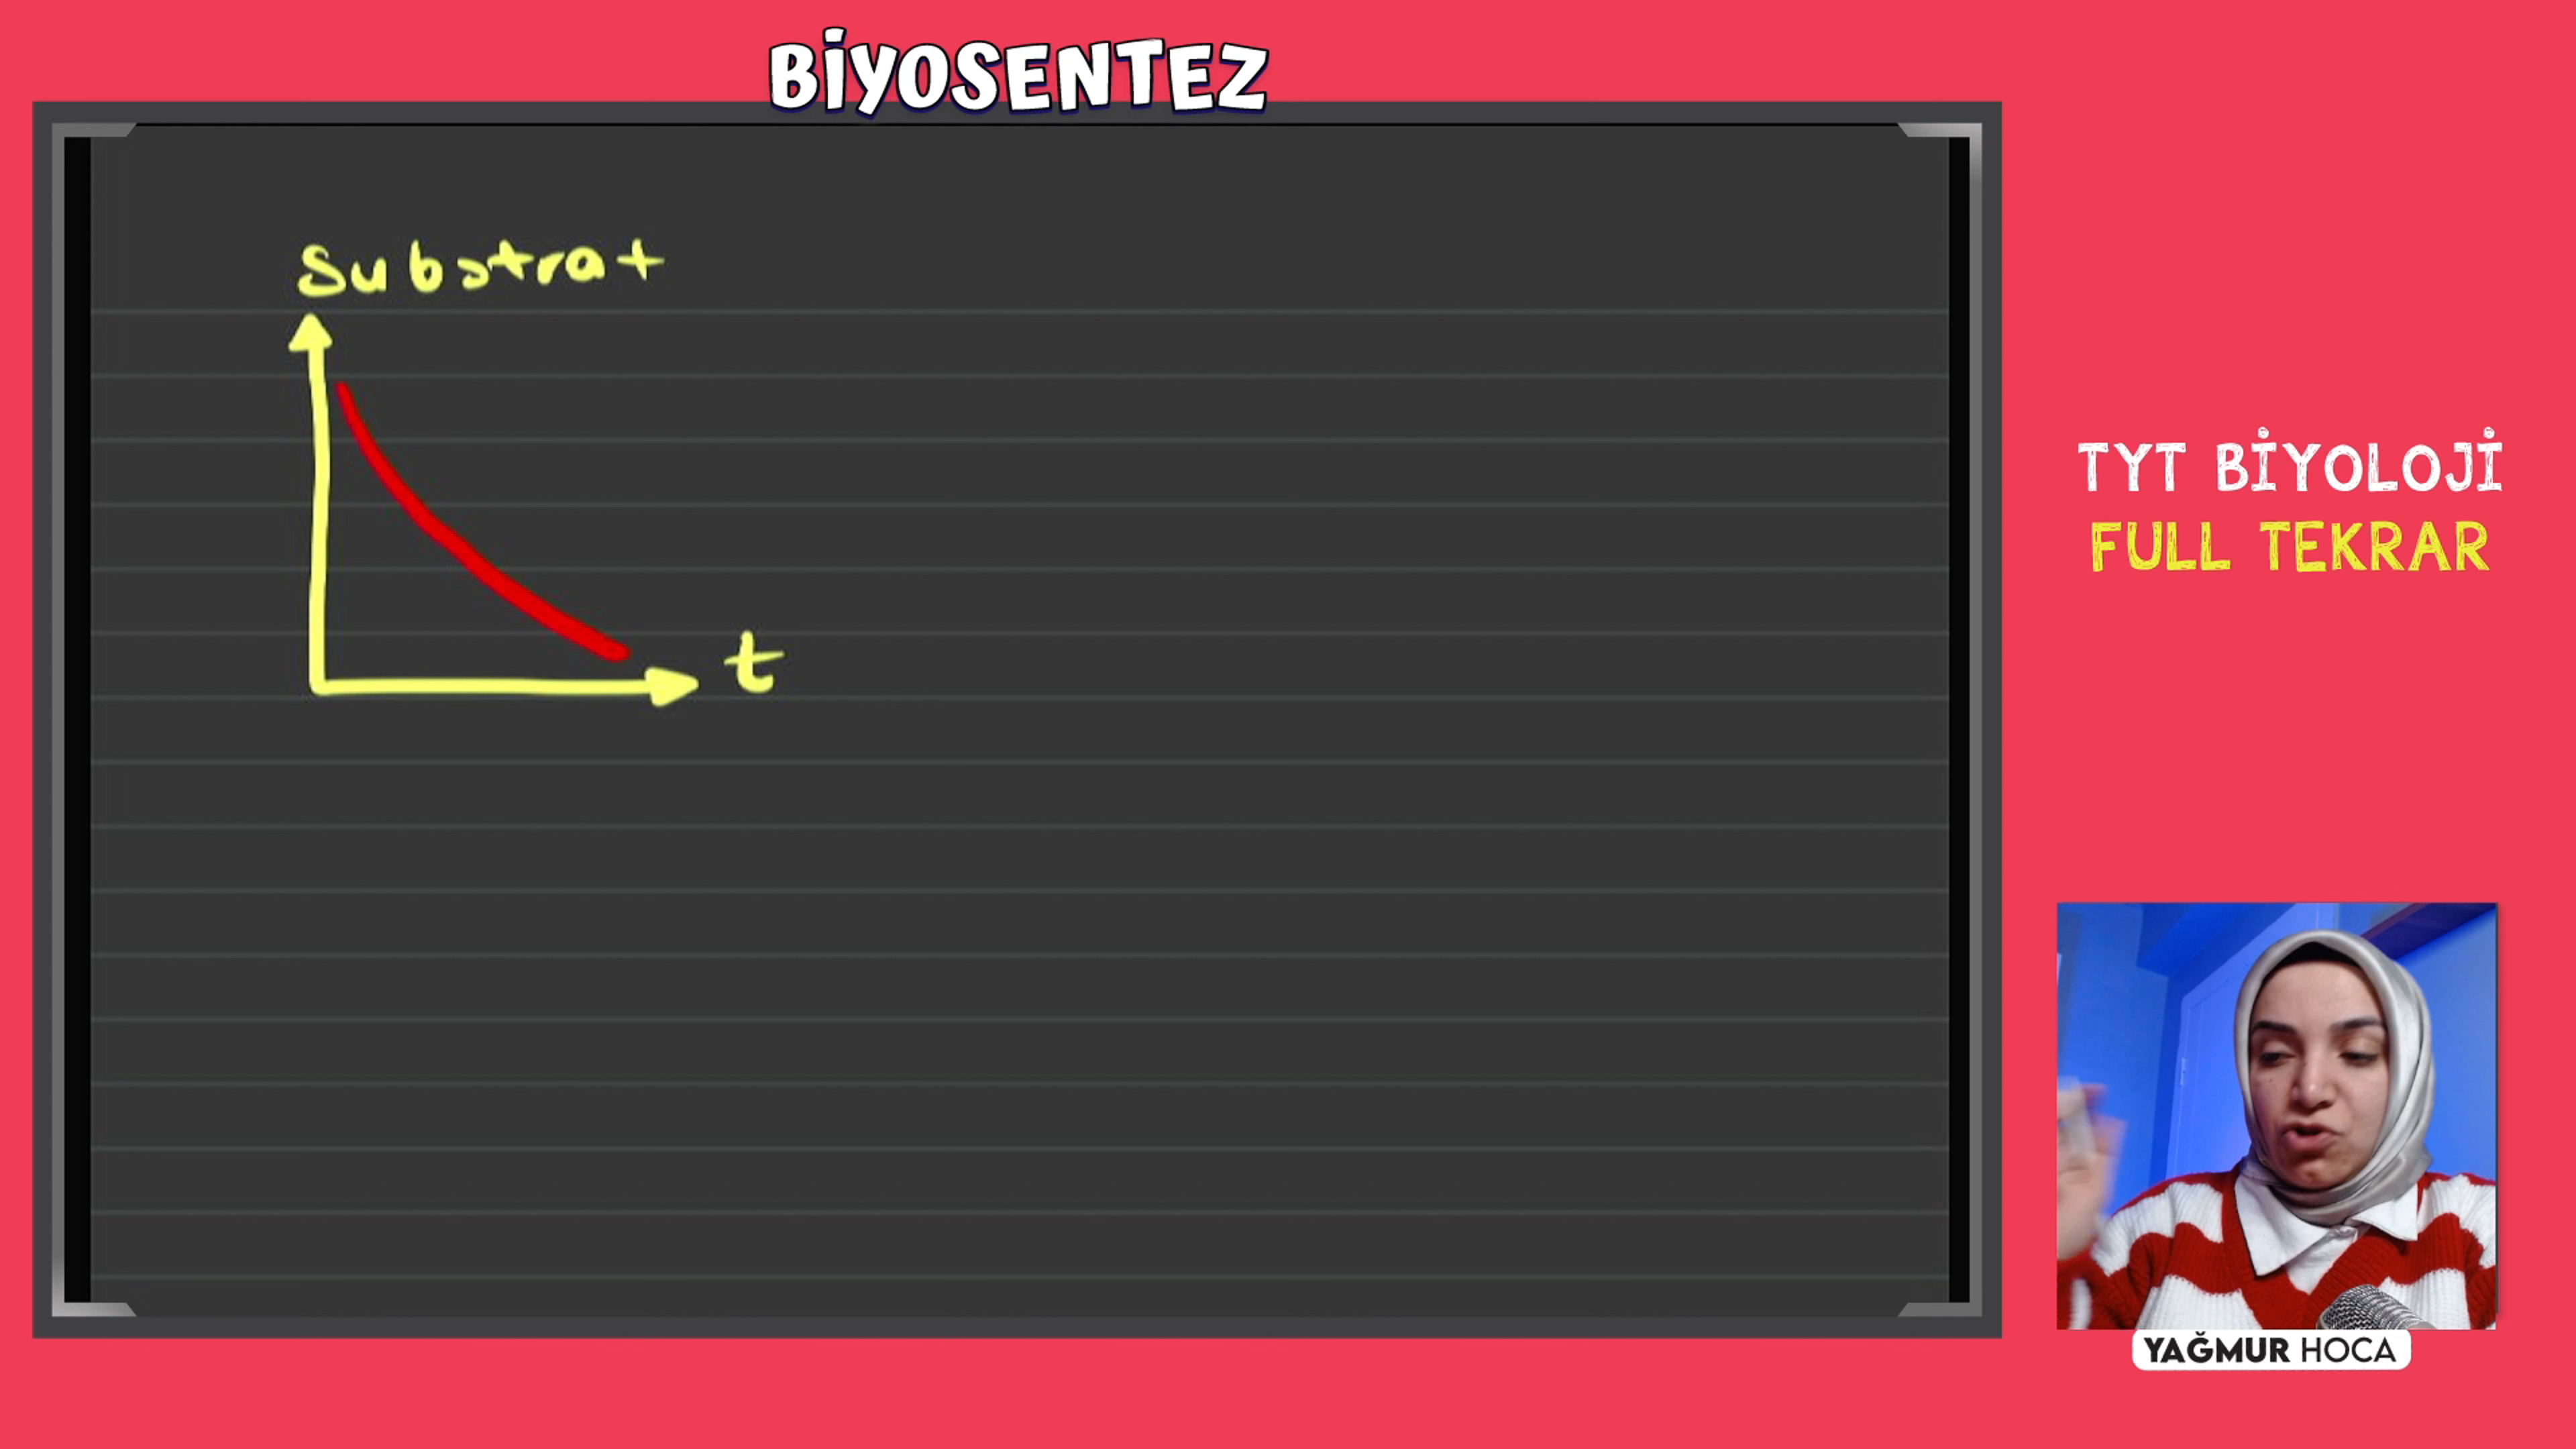 BİYOSENTEZ
Substrat
t
TYT BİYOLOJİ
FULL TEKRAR
YAĞMUR HOCA